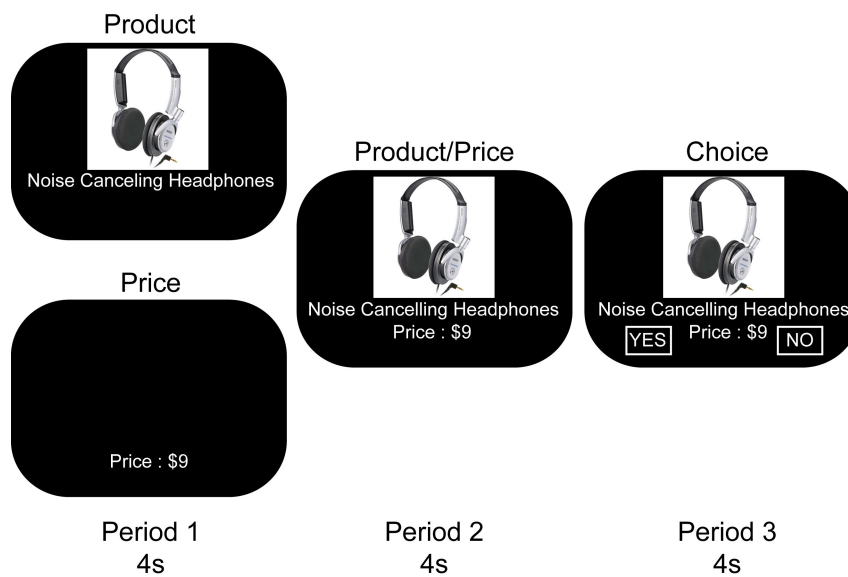 Product
Noise Canceling Headphones
Price
Price : $9
Period 1
4s
Product/Price
Noise Cancelling Headphones
Price : $9
Period 2
4s
Choice
Noise Cancelling Headphones
YES Price : $9 NO
Period 3
4s